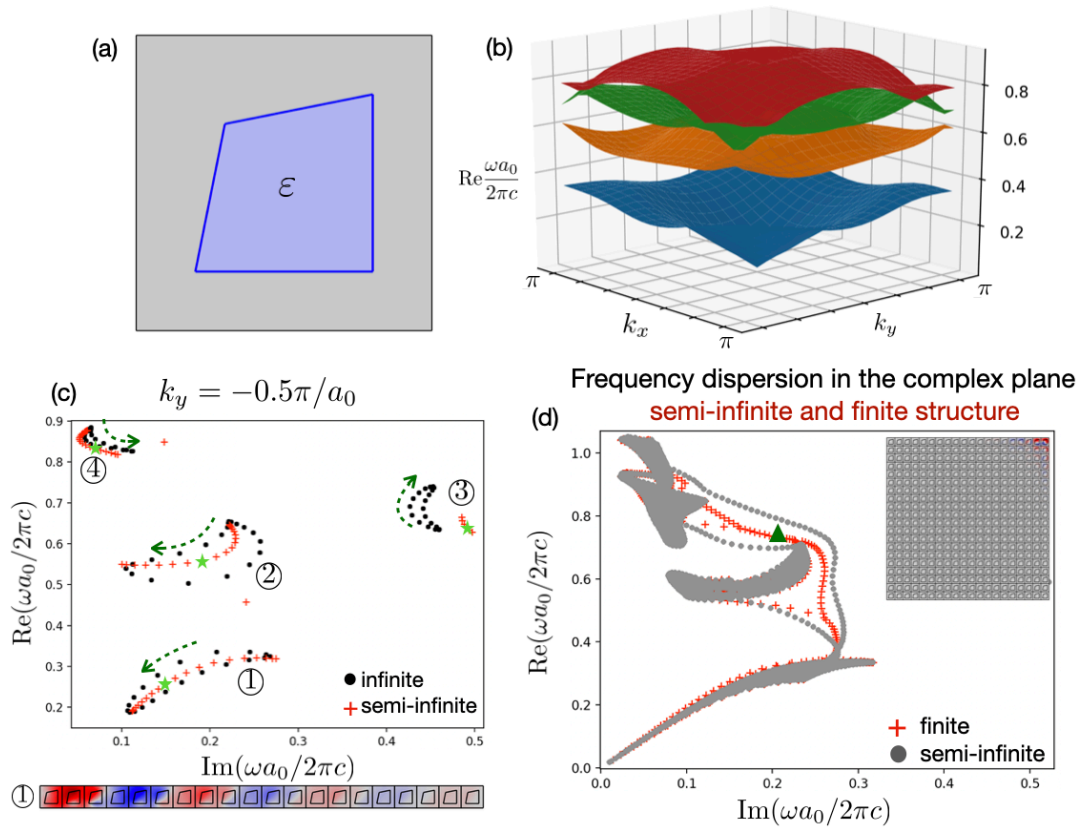 (a)
ε
(b)
Re ωa₀/2πc
0.8
0.6
0.4
0.2
π
k_x
π
k_y
π
(c)
k_y = −0.5π/a₀
Re(ωa₀/2πc)
0.9
0.8
0.7
0.6
0.5
0.4
0.3
0.2
④
③
②
①
infinite
semi-infinite
0.1 0.2 0.3 0.4 0.5
Im(ωa₀/2πc)
①
Frequency dispersion in the complex plane
semi-infinite and finite structure
(d)
Re(ωa₀/2πc)
1.0
0.8
0.6
0.4
0.2
0.0
finite
semi-infinite
0.0 0.1 0.2 0.3 0.4 0.5
Im(ωa₀/2πc)